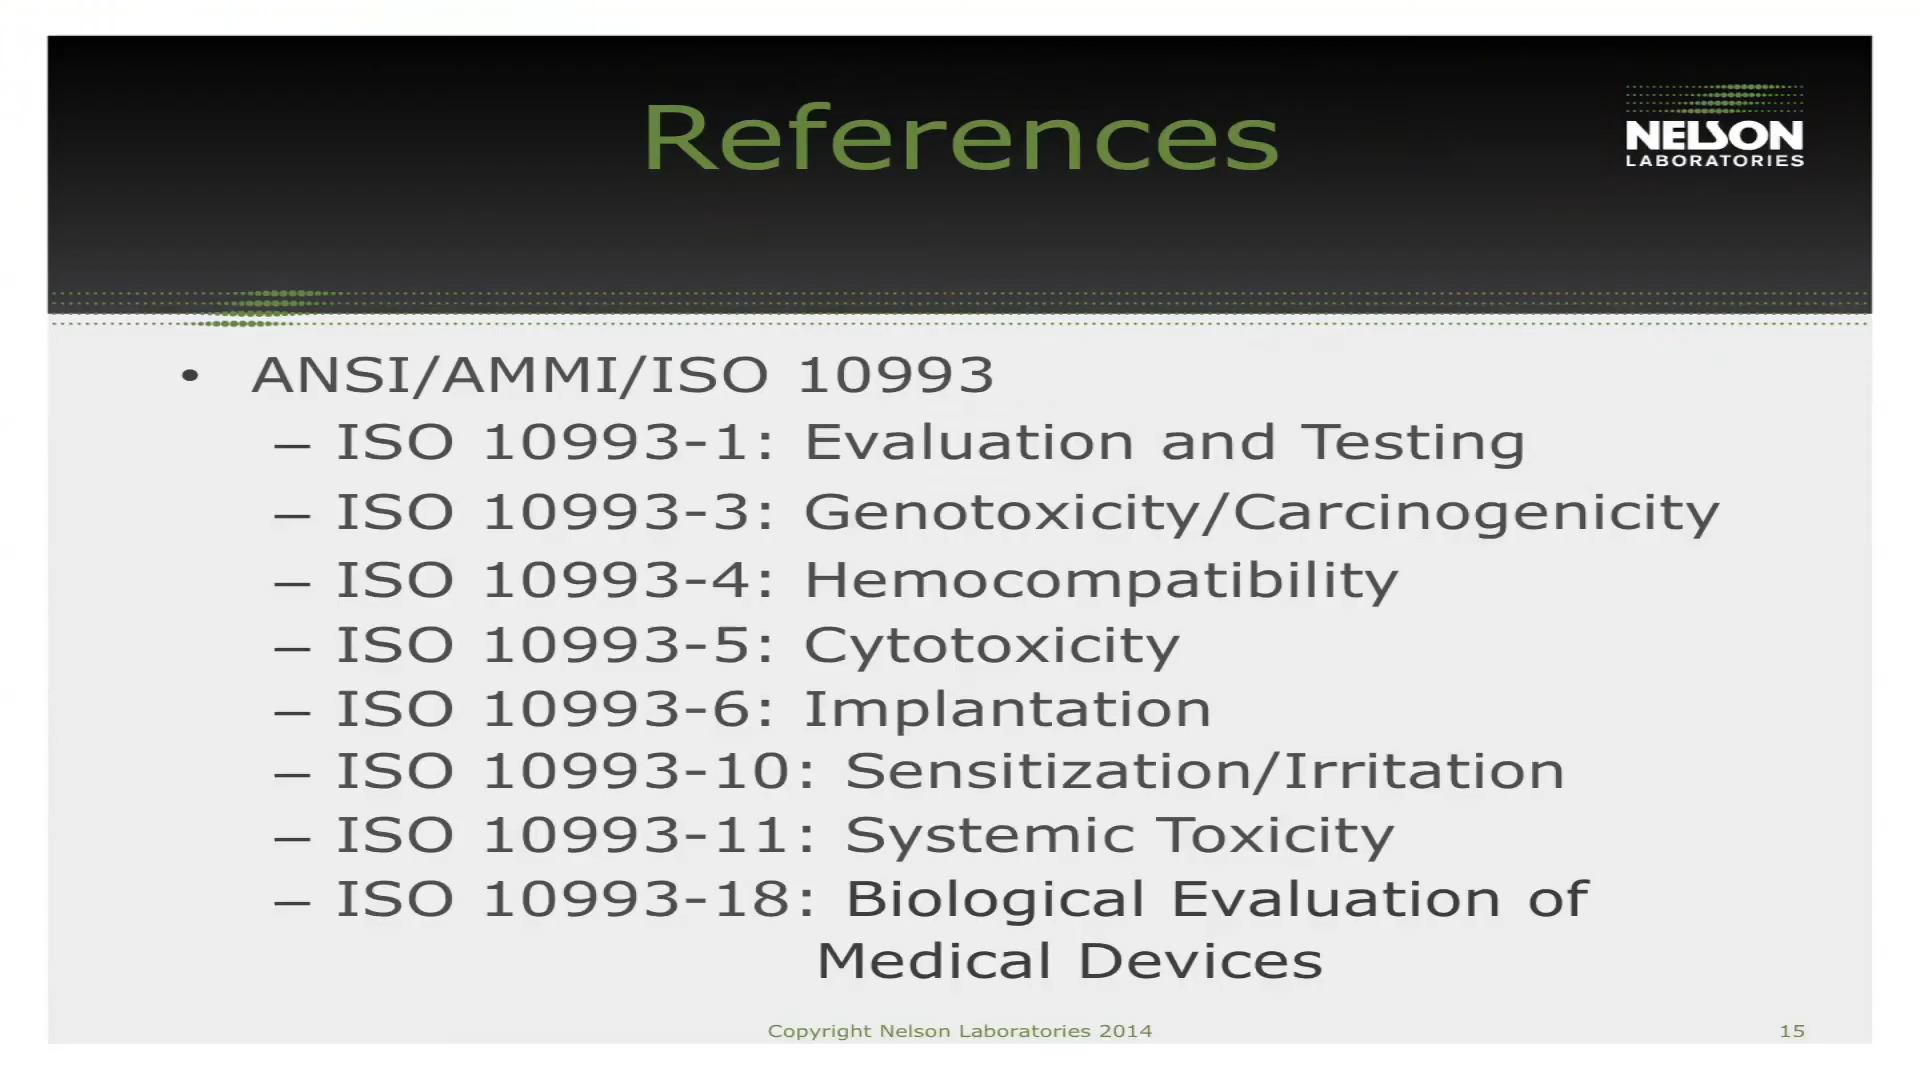 References
NELSON
LABORATORIES
• ANSI/AMMI/ISO 10993
– ISO 10993-1: Evaluation and Testing
– ISO 10993-3: Genotoxicity/Carcinogenicity
– ISO 10993-4: Hemocompatibility
– ISO 10993-5: Cytotoxicity
– ISO 10993-6: Implantation
– ISO 10993-10: Sensitization/Irritation
– ISO 10993-11: Systemic Toxicity
– ISO 10993-18: Biological Evaluation of
Medical Devices
Copyright Nelson Laboratories 2014
15